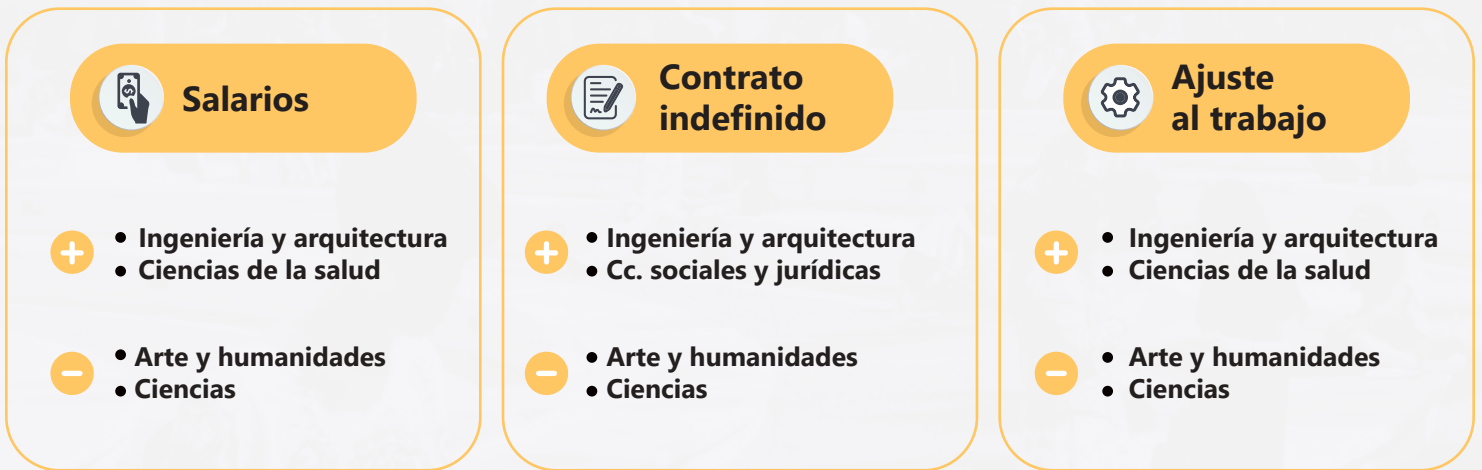 Salarios
• Ingeniería y arquitectura
• Ciencias de la salud
• Arte y humanidades
• Ciencias
Contrato
indefinido
• Ingeniería y arquitectura
• Cc. sociales y jurídicas
• Arte y humanidades
• Ciencias
Ajuste
al trabajo
• Ingeniería y arquitectura
• Ciencias de la salud
• Arte y humanidades
• Ciencias